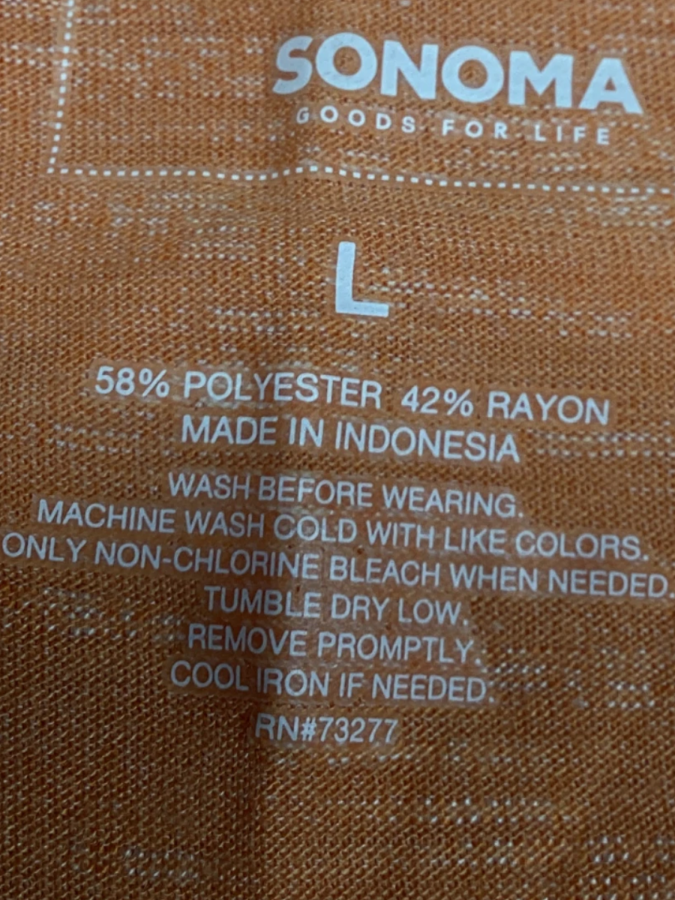 SONOMA
GOODS FOR LIFE
L
58% POLYESTER 42% RAYON
MADE IN INDONESIA
WASH BEFORE WEARING.
MACHINE WASH COLD WITH LIKE COLORS.
ONLY NON-CHLORINE BLEACH WHEN NEEDED.
TUMBLE DRY LOW.
REMOVE PROMPTLY.
COOL IRON IF NEEDED.
RN#73277